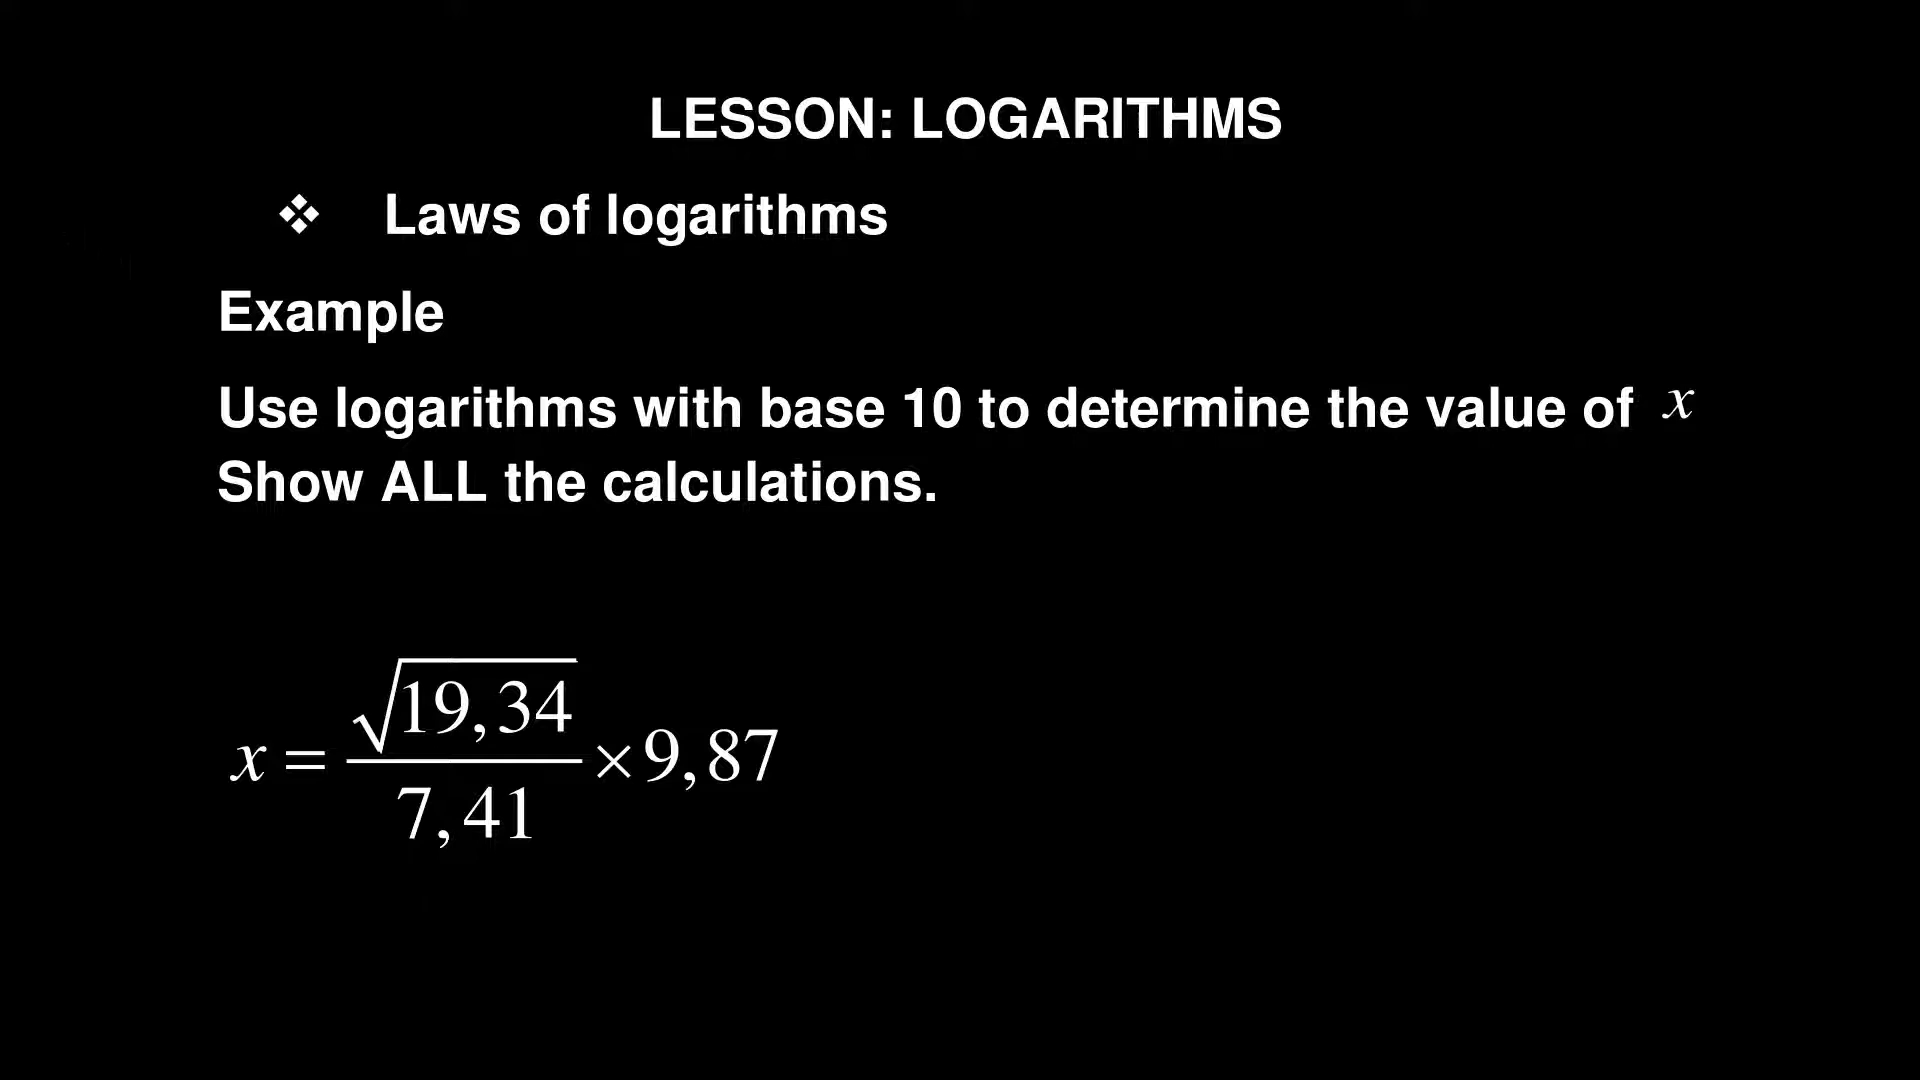 LESSON: LOGARITHMS
❖ Laws of logarithms
Example
Use logarithms with base 10 to determine the value of x
Show ALL the calculations.
x = √19,34 / 7,41 × 9,87